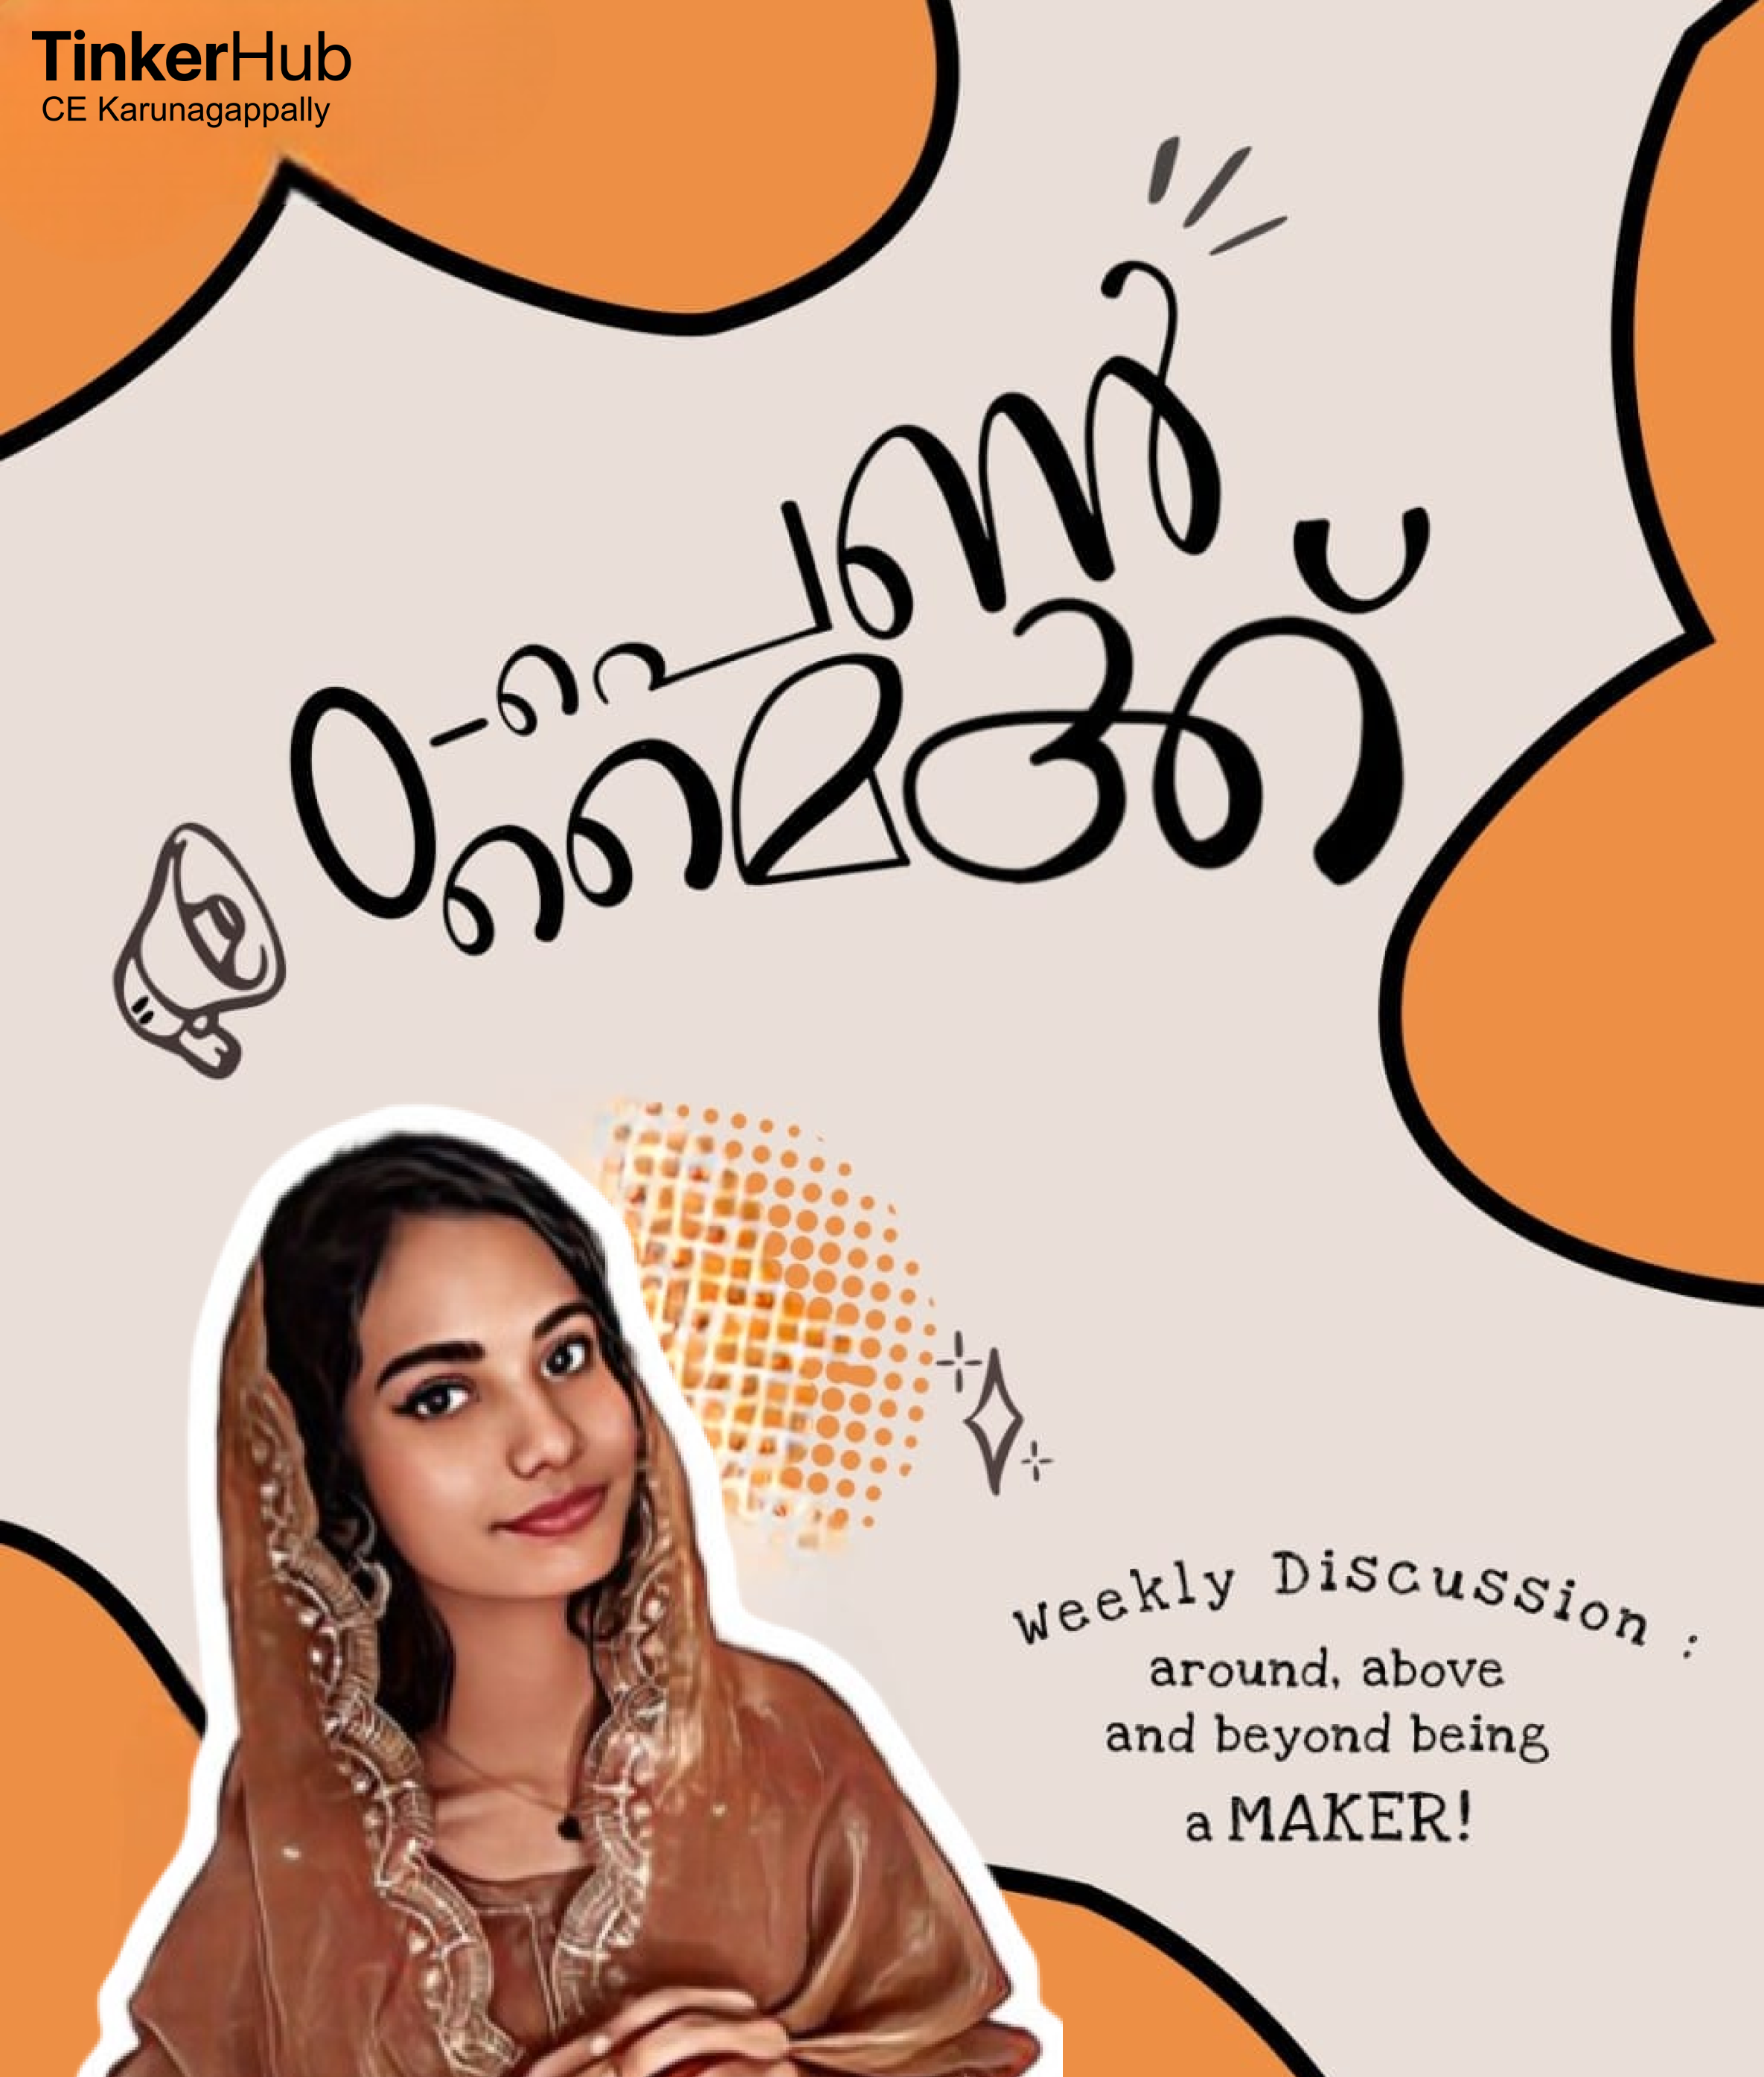 TinkerHub
CE Karunagappally
O-പെൺ
മൈക്ക്
Weekly Discussion :
around, above
and beyond being
a MAKER!